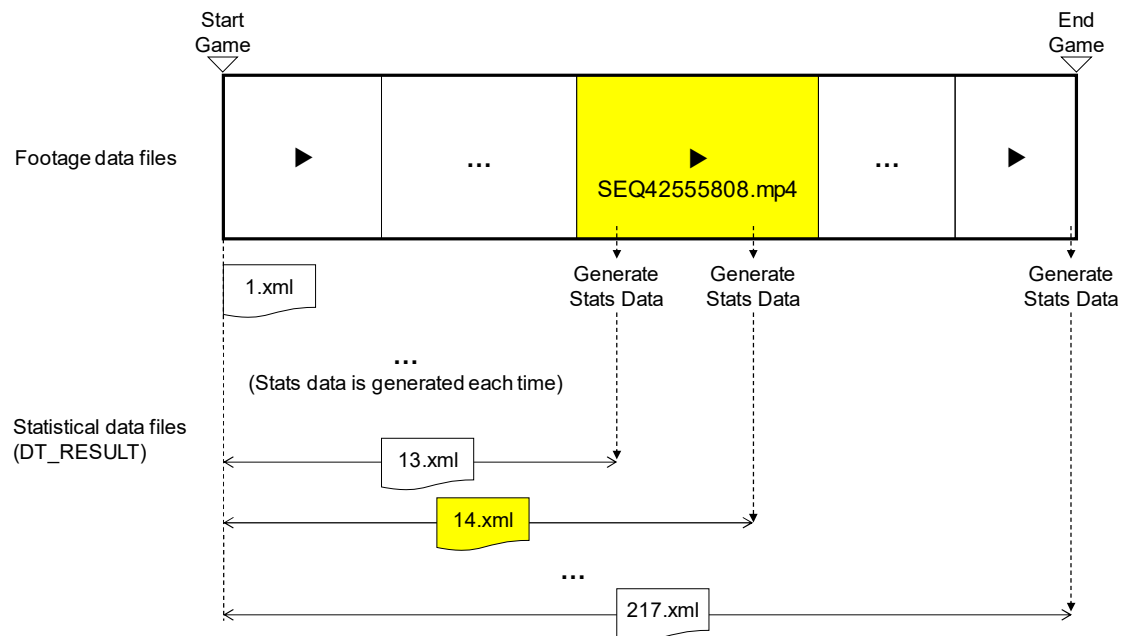 Start
Game
End
Game
Footage data files
...
SEQ42555808.mp4
...
Generate
Stats Data
Generate
Stats Data
Generate
Stats Data
1.xml
...
(Stats data is generated each time)
Statistical data files
(DT_RESULT)
13.xml
14.xml
...
217.xml